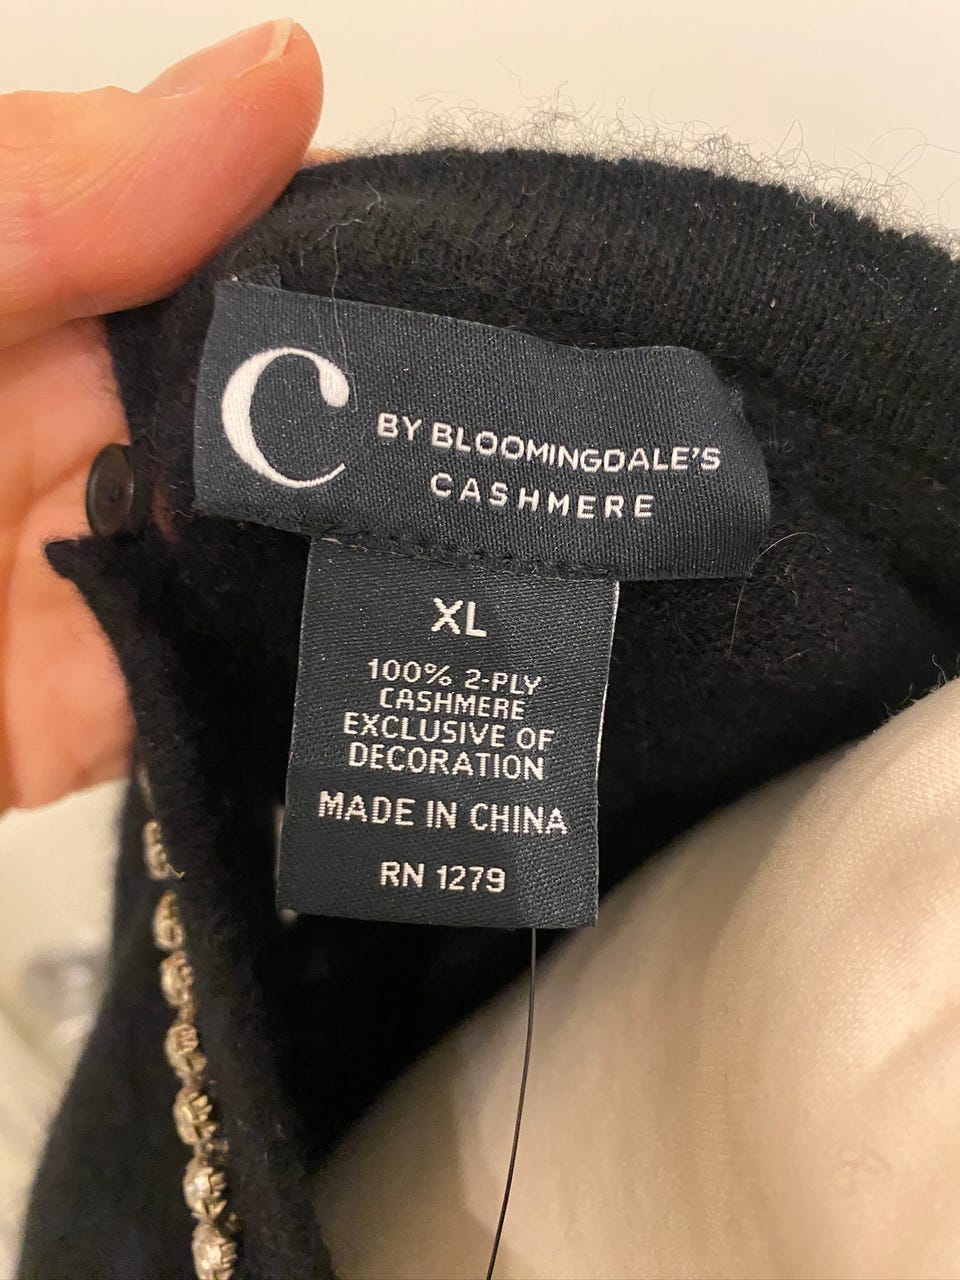 C BY BLOOMINGDALE'S
CASHMERE
XL
100% 2-PLY
CASHMERE
EXCLUSIVE OF
DECORATION
MADE IN CHINA
RN 1279